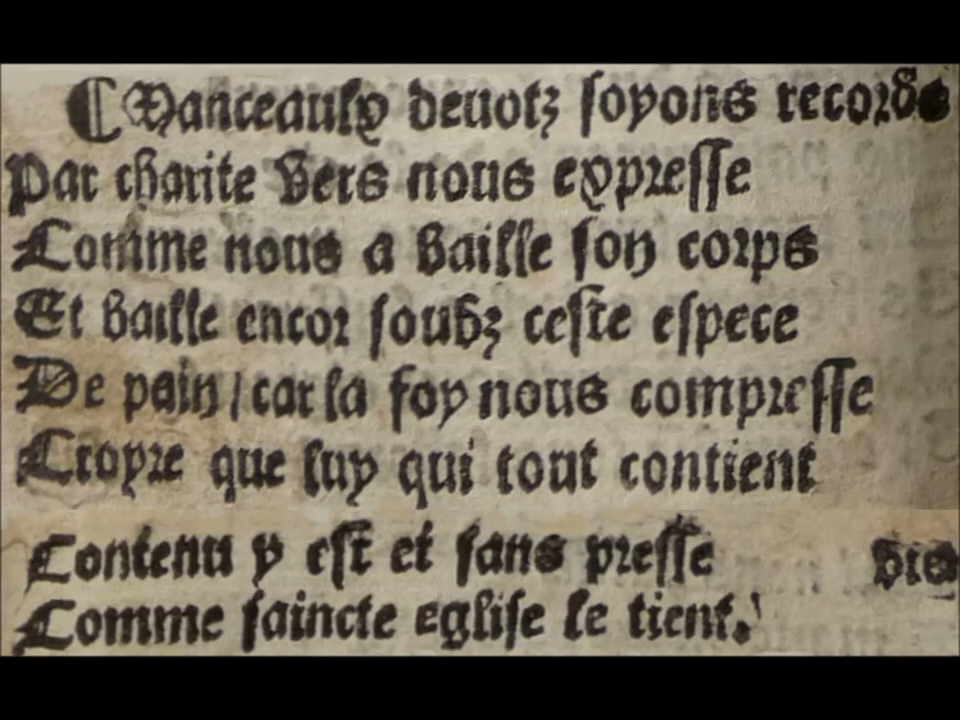 ¶ Manceaulx deuotz soyons recordz
Par charite vers nous expresse
Comme nous a baille son corps
Et baille encor soubz ceste espece
De pain / car la foy nous compresse
Croyre que luy qui tout contient
Contenu y est et sans presse
Comme saincte eglise le tient.